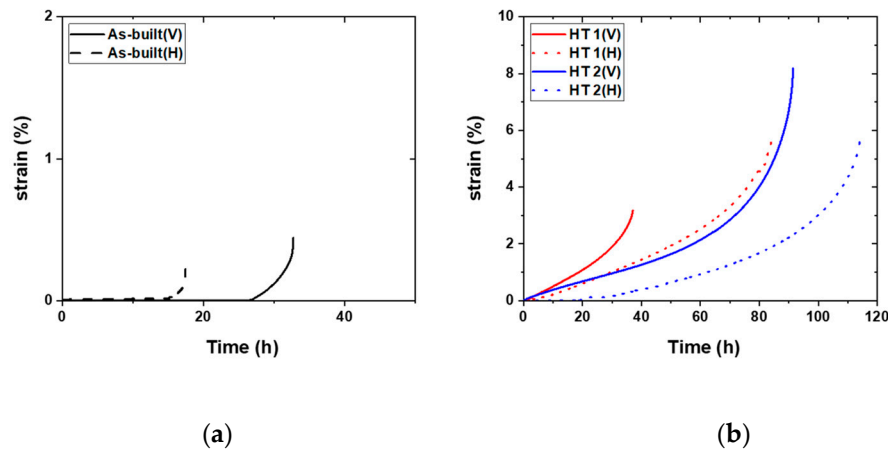 As-built(V)
As-built(H)
strain (%)
2
1
0
0
20
40
Time (h)
(a)
HT 1(V)
HT 1(H)
HT 2(V)
HT 2(H)
strain (%)
10
8
6
4
2
0
0
20
40
60
80
100
120
Time (h)
(b)